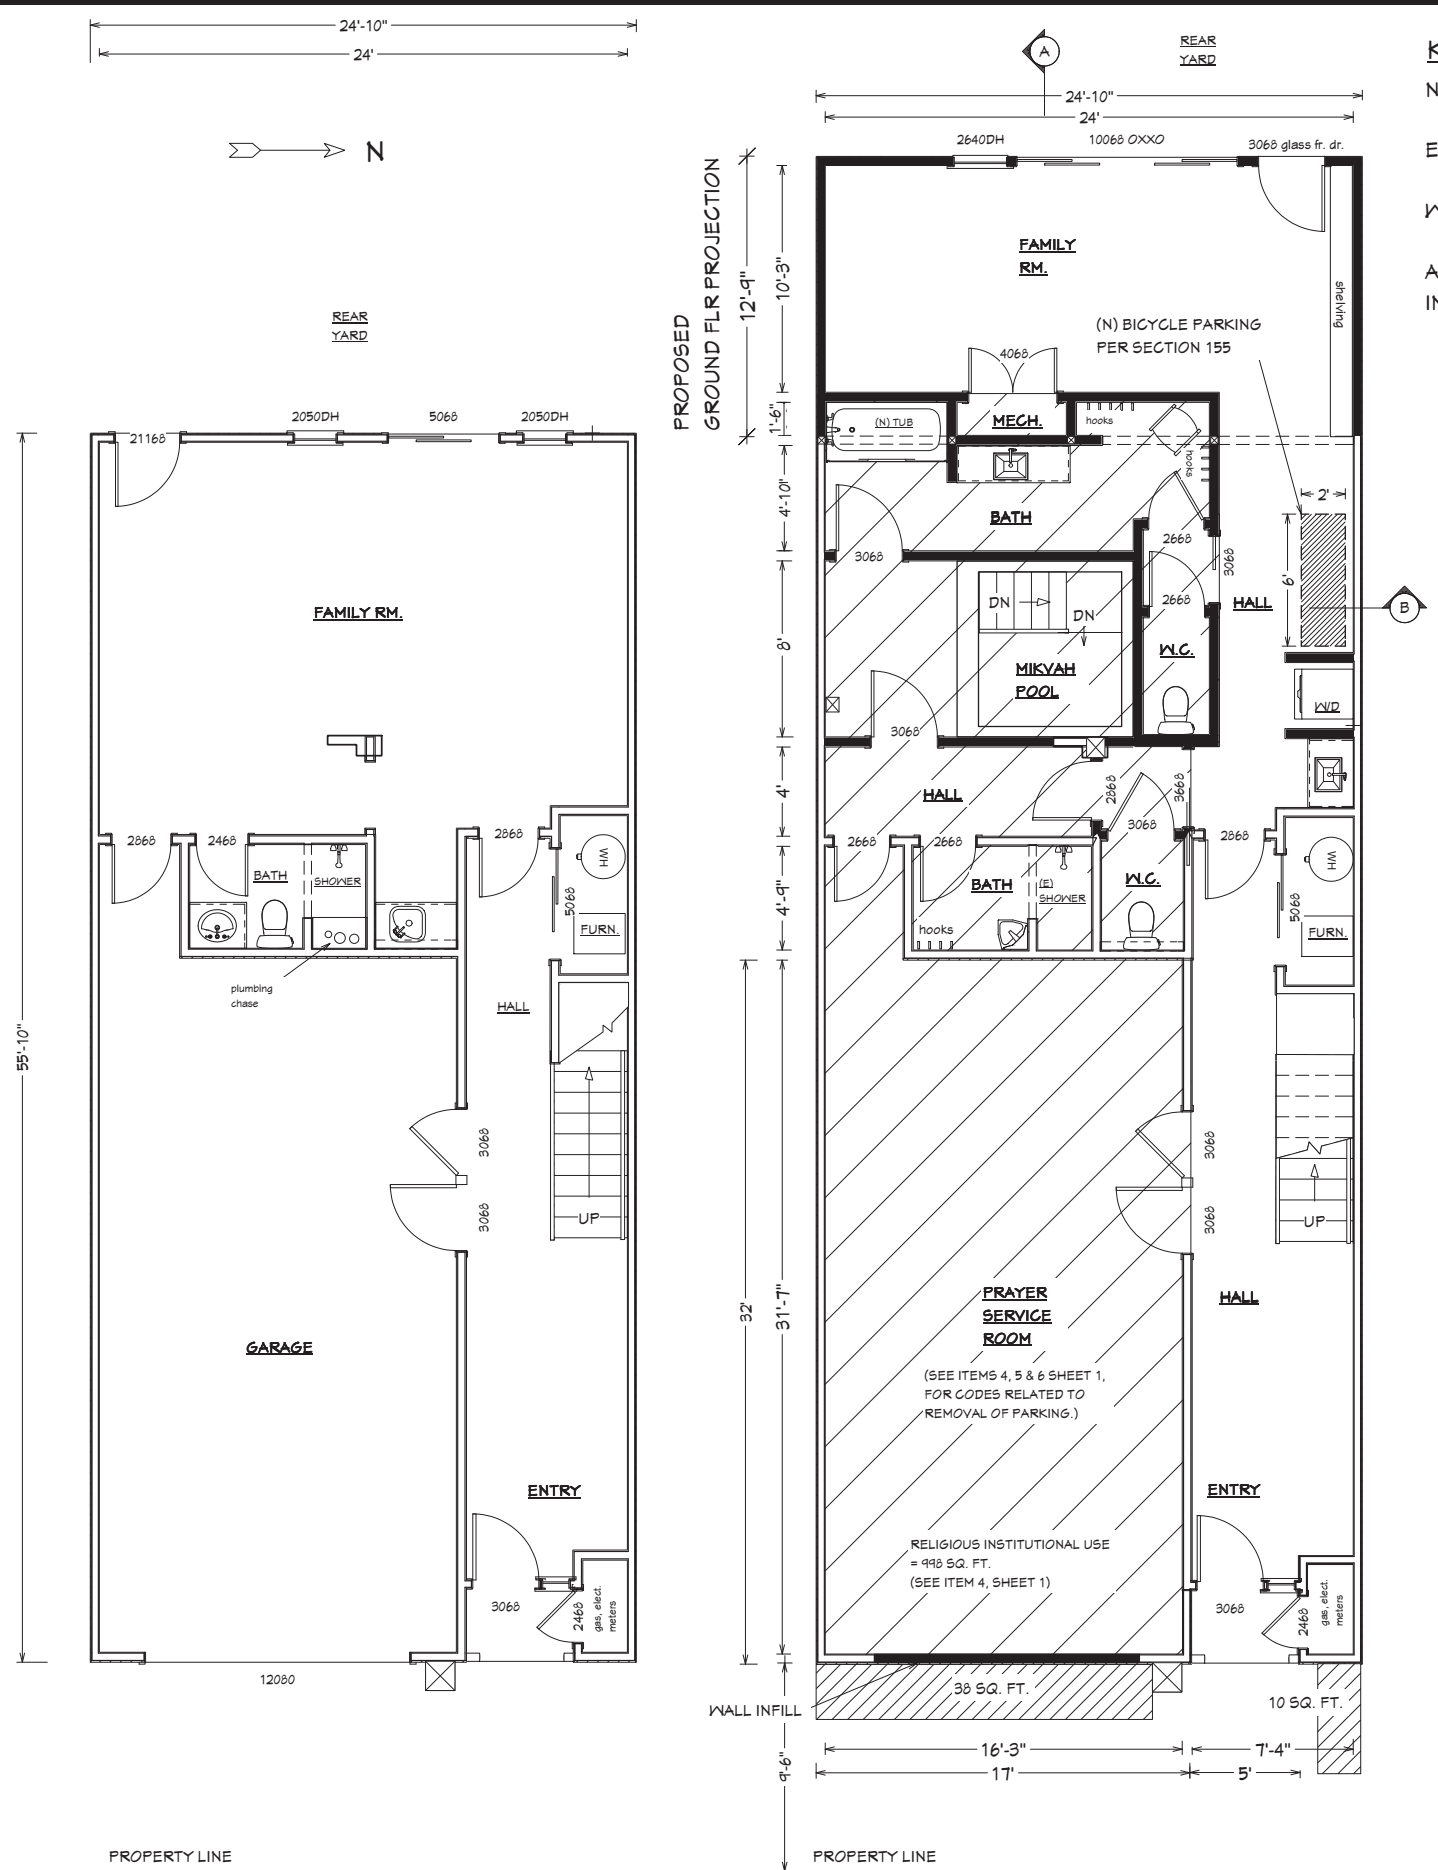 24'-10"
24'
N
REAR
YARD
21168
2050DH
5068
2050DH
FAMILY RM.
55'-10"
2868
2468
2868
BATH
SHOWER
WH
5068
FURN.
plumbing
chase
HALL
3068
3068
UP
GARAGE
ENTRY
3068
2468
gas, elect.
meters
12080
PROPERTY LINE
A
REAR
YARD
24'-10"
24'
2640DH
10068 OXXO
3068 glass fr. dr.
PROPOSED
GROUND FLR PROJECTION
12'-9"
10'-3"
FAMILY
RM.
shelving
(N) BICYCLE PARKING
PER SECTION 155
4068
1'-6"
(N) TUB
MECH.
hooks
hooks
4'-10"
BATH
2'
2668
3068
3068
6'
2668
HALL
B
8'
DN
DN
MIKVAH
POOL
W.C.
W/D
3068
4'
HALL
2868
3668
3068
2668
2668
2868
4'-9"
BATH
(E)
SHOWER
W.C.
WH
5068
FURN.
hooks
3068
3068
UP
32'
31'-7"
PRAYER
SERVICE
ROOM
HALL
(SEE ITEMS 4, 5 & 6 SHEET 1,
FOR CODES RELATED TO
REMOVAL OF PARKING.)
ENTRY
RELIGIOUS INSTITUTIONAL USE
= 998 SQ. FT.
(SEE ITEM 4, SHEET 1)
3068
2468
gas, elect.
meters
38 SQ. FT.
10 SQ. FT.
WALL INFILL
16'-3"
7'-4"
17'
5'
9'-6"
PROPERTY LINE
K
N
E
W
A
IN